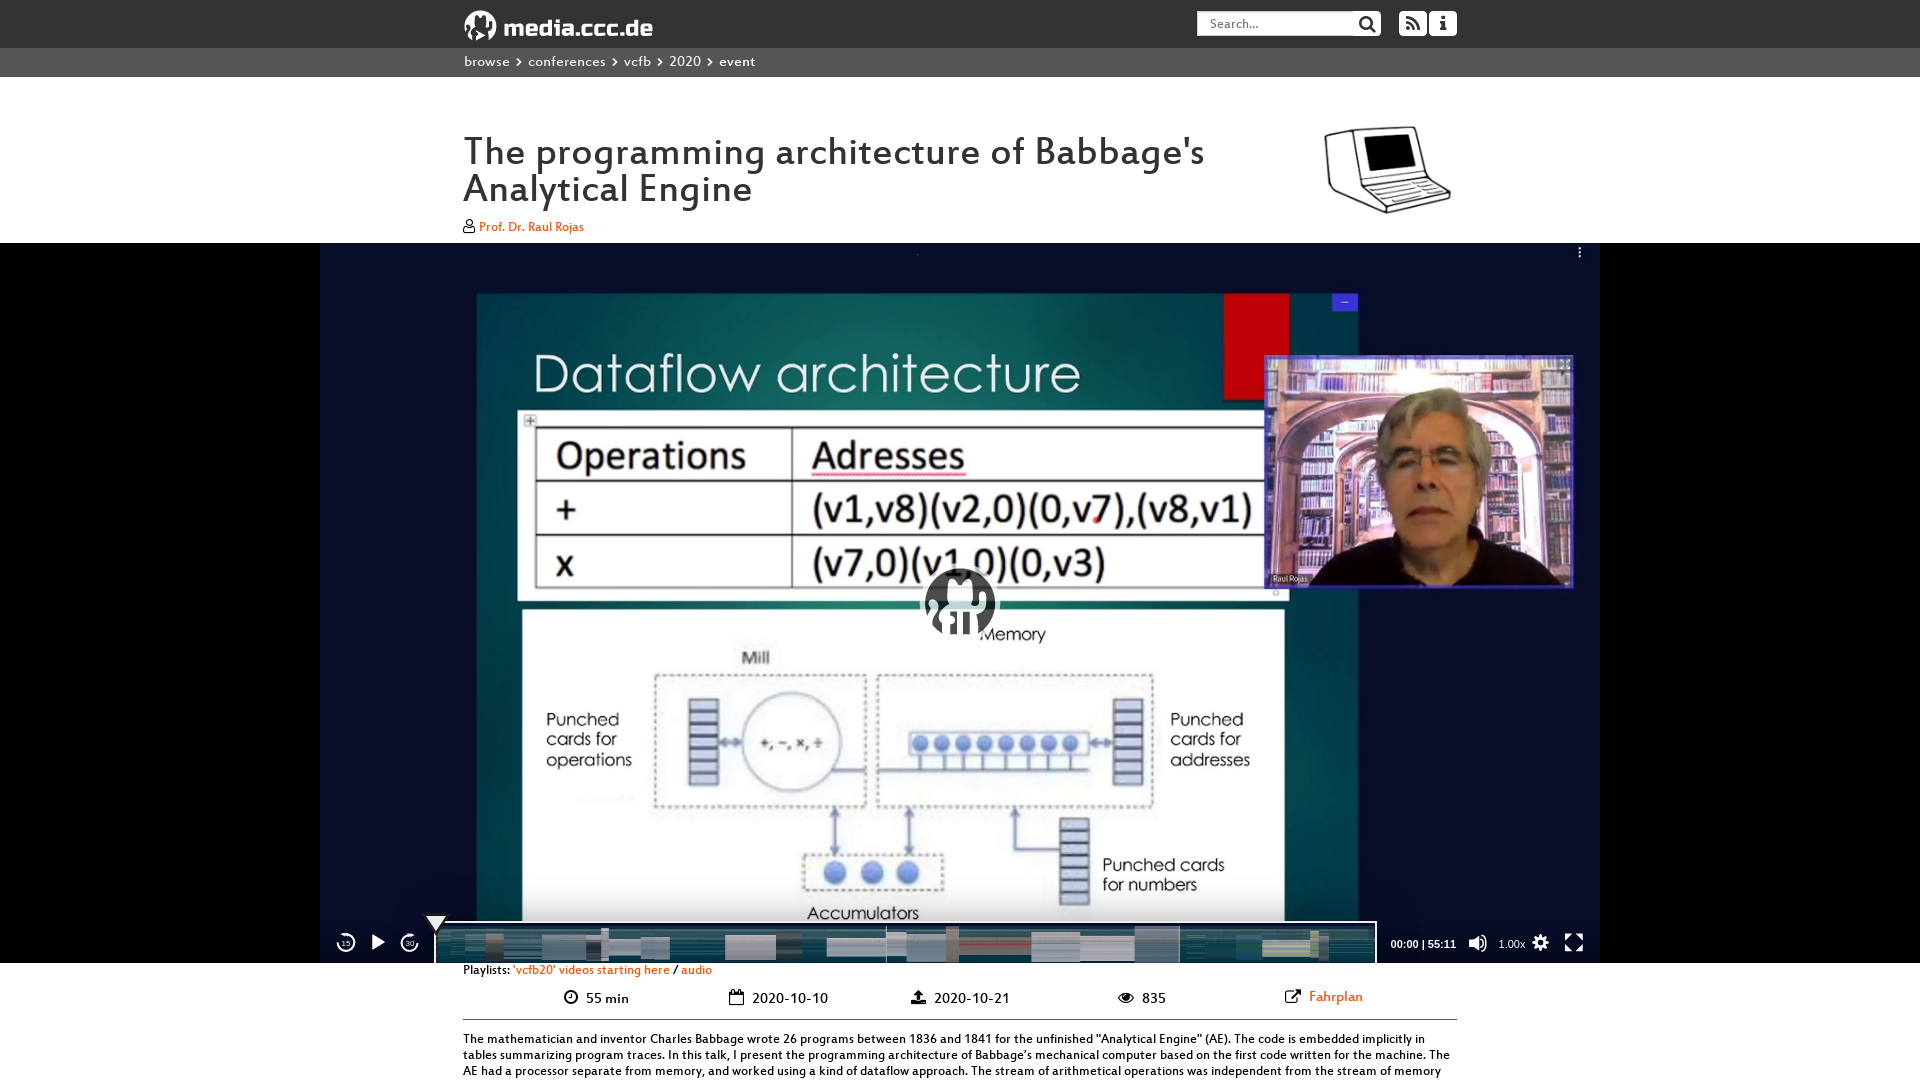 media.ccc.de
Search...
browse > conferences > vcfb > 2020 > event
The programming architecture of Babbage's
Analytical Engine
Prof. Dr. Raul Rojas
Dataflow architecture
Operations Adresses
+ (v1,v8)(v2,0)(0,v7),(v8,v1)
x (v7,0)(v1,0)(0,v3)
Raul Rojas
Memory
Mill
Punched
cards for
operations
+, −, ×, ÷
Punched
cards for
addresses
Punched cards
for numbers
Accumulators
15 30 00:00 | 55:11 1.00x
Playlists: 'vcfb20' videos starting here / audio
55 min 2020-10-10 2020-10-21 835 Fahrplan
The mathematician and inventor Charles Babbage wrote 26 programs between 1836 and 1841 for the unfinished "Analytical Engine" (AE). The code is embedded implicitly in
tables summarizing program traces. In this talk, I present the programming architecture of Babbage’s mechanical computer based on the first code written for the machine. The
AE had a processor separate from memory, and worked using a kind of dataflow approach. The stream of arithmetical operations was independent from the stream of memory